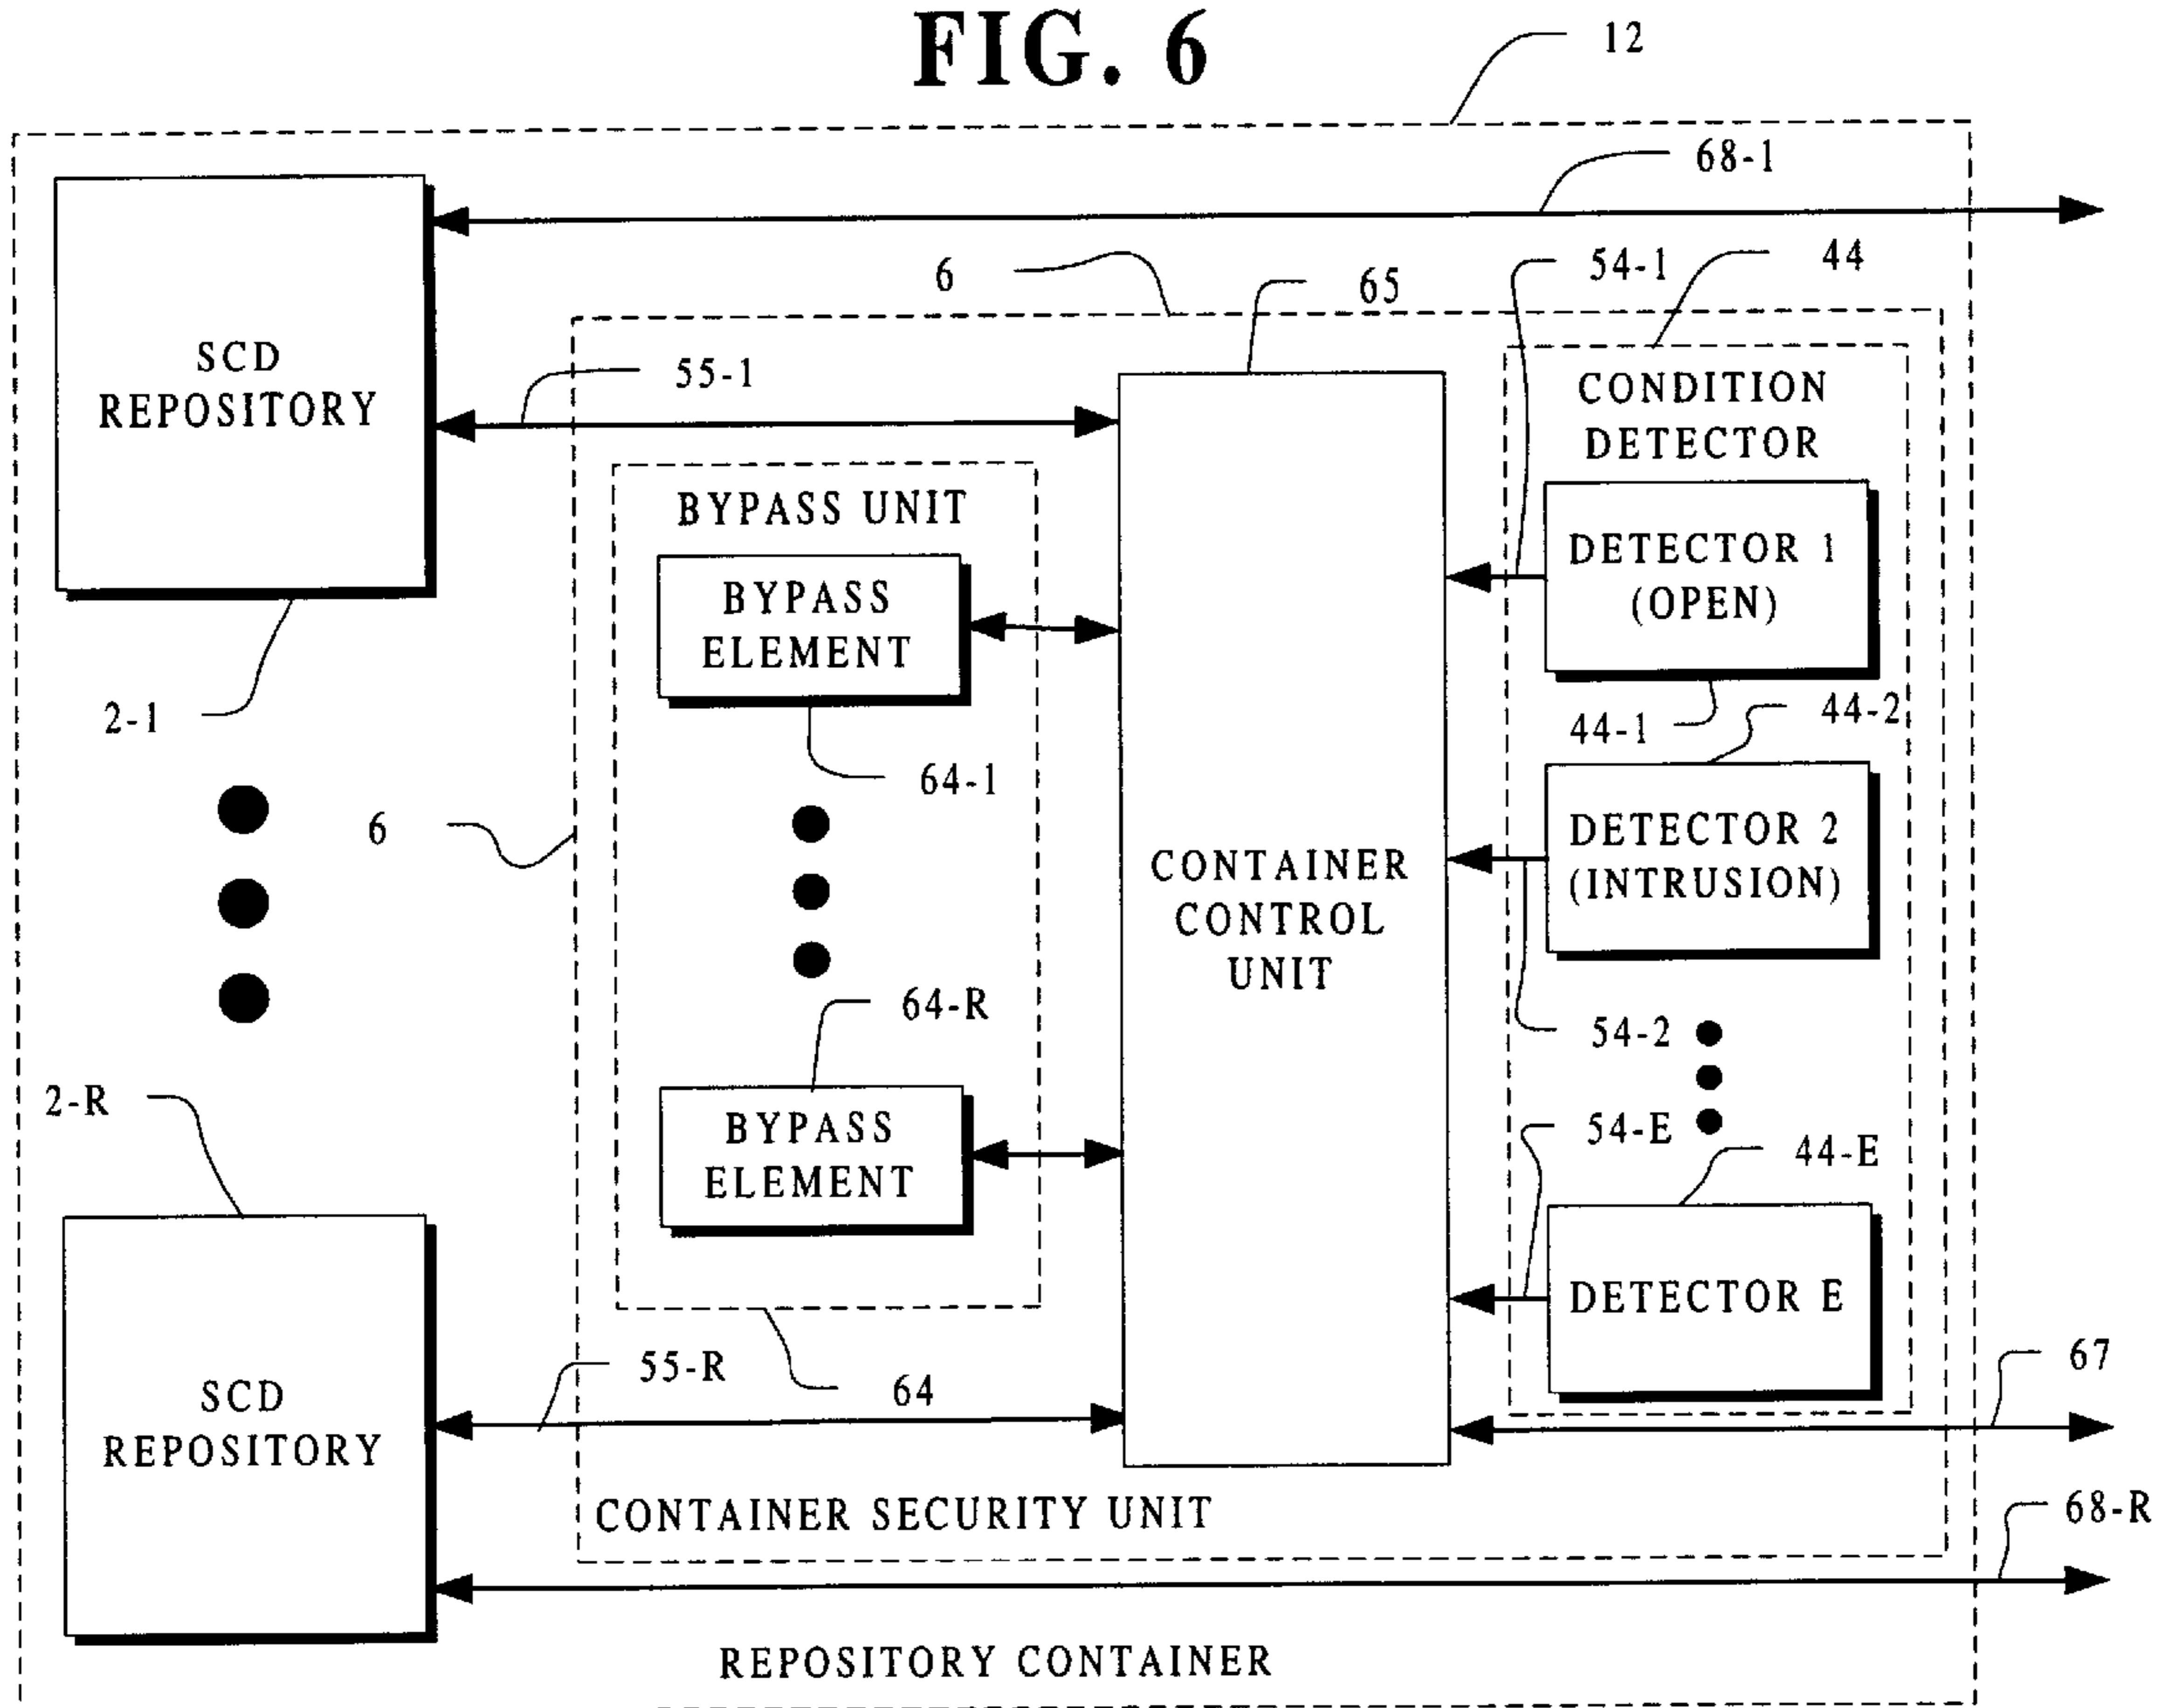 FIG. 6
12
68-1
6
65
54-1
44
SCD
REPOSITORY
55-1
CONDITION
DETECTOR
BYPASS UNIT
BYPASS
ELEMENT
DETECTOR 1
(OPEN)
2-1
64-1
44-1
44-2
6
CONTAINER
CONTROL
UNIT
DETECTOR 2
(INTRUSION)
64-R
54-2
2-R
BYPASS
ELEMENT
54-E
44-E
SCD
REPOSITORY
55-R
64
DETECTOR E
67
CONTAINER SECURITY UNIT
68-R
REPOSITORY CONTAINER